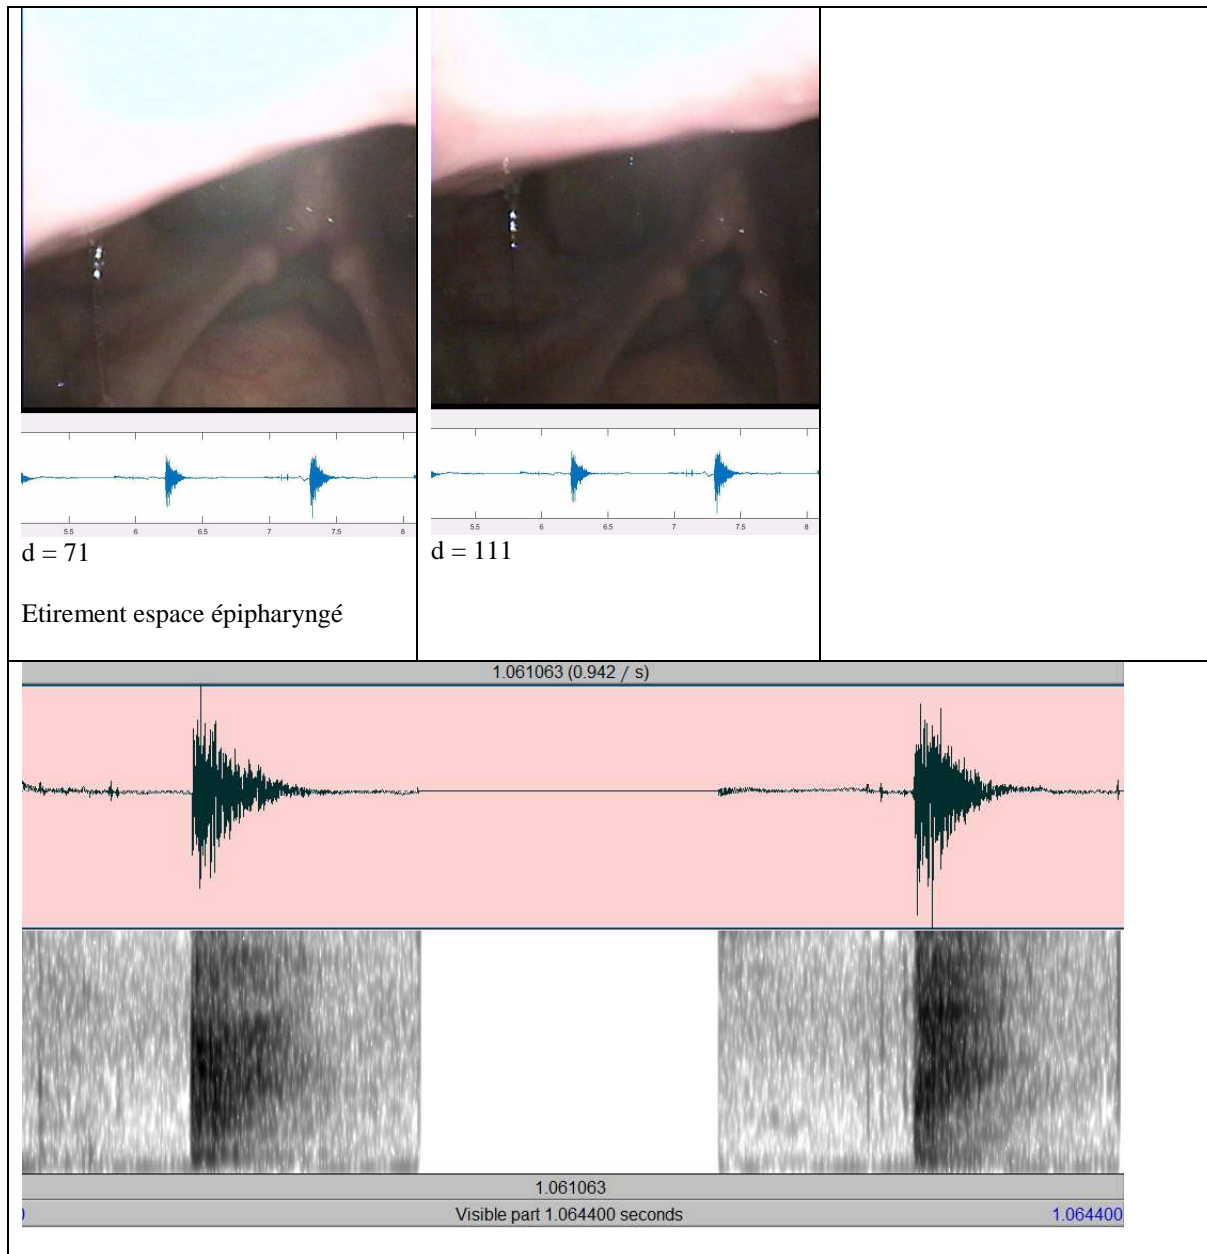 5.5 6 6.5 7 7.5 8
d = 71
Etirement espace épipharyngé
5.5 6 6.5 7 7.5 8
d = 111
1.061063 (0.942 / s)
1.061063
Visible part 1.064400 seconds 1.064400